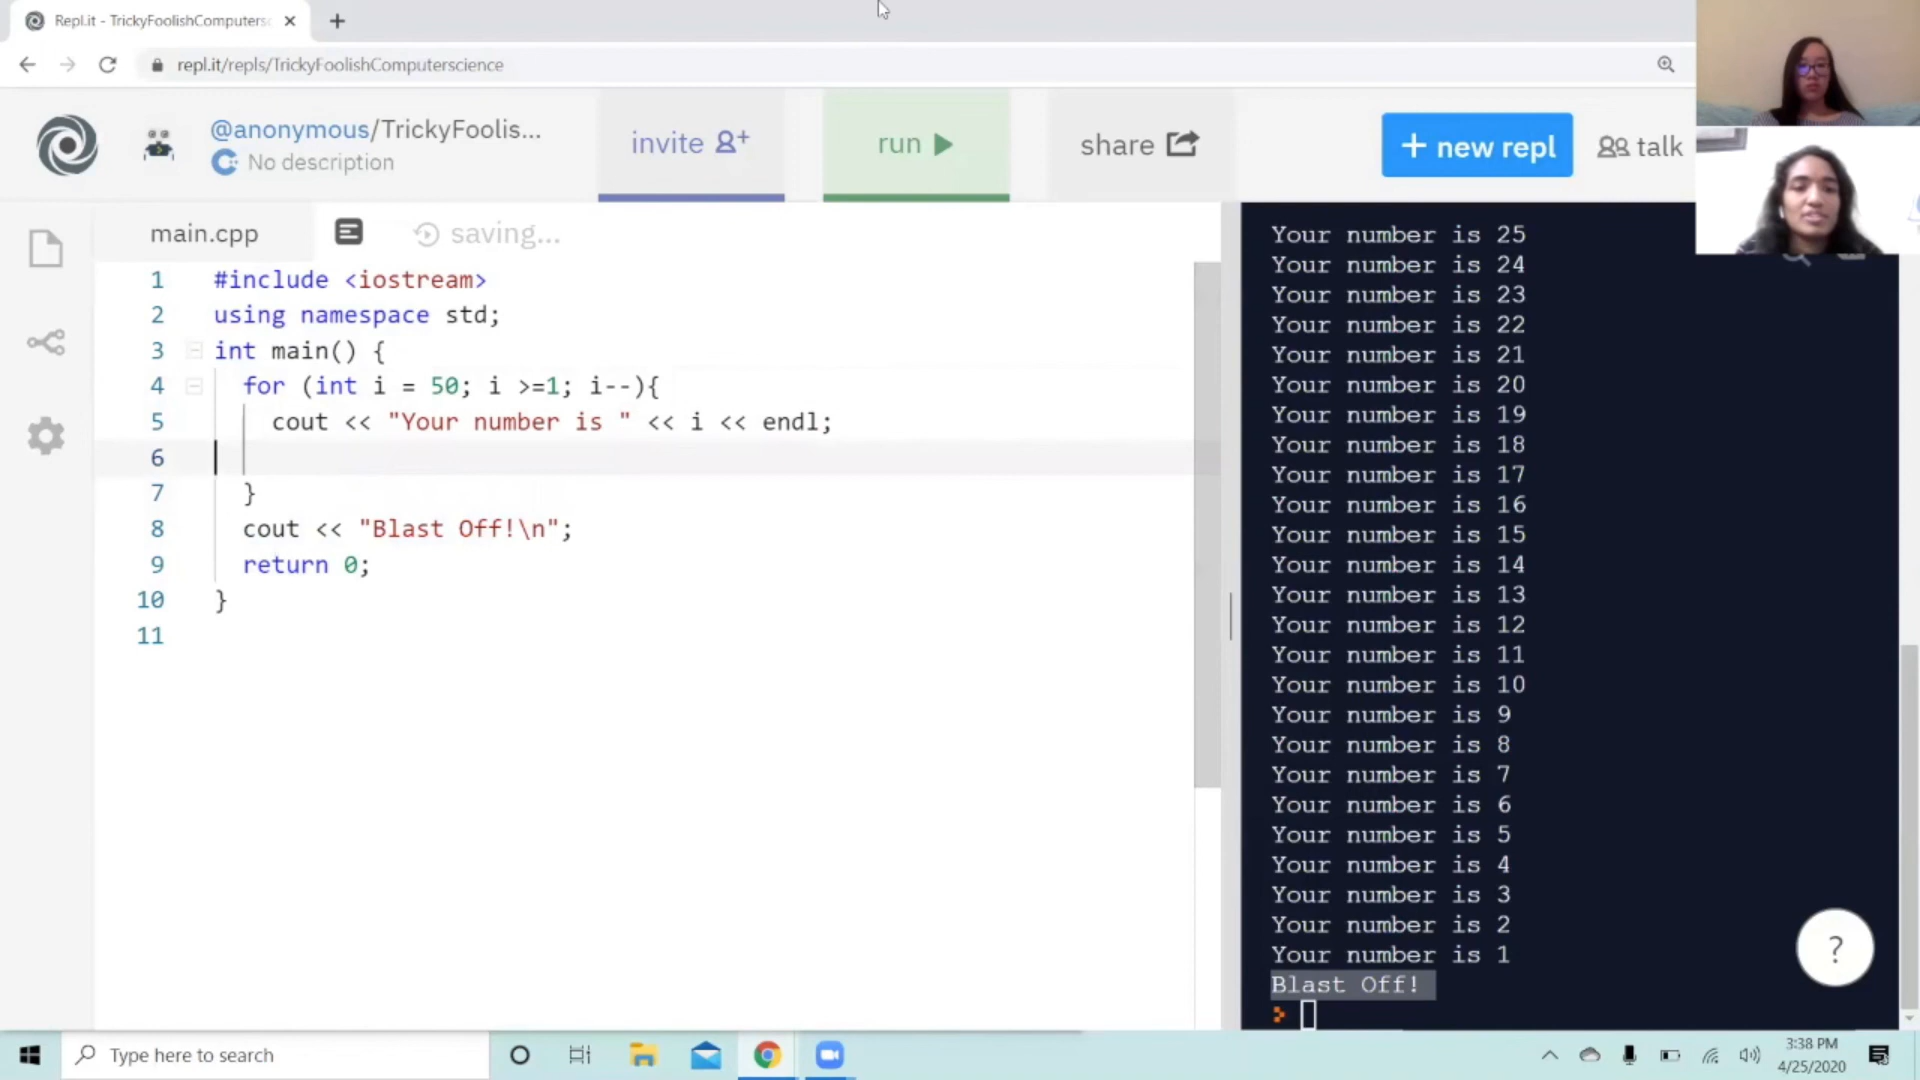 Repl.it - TrickyFoolishComputersc
repl.it/repls/TrickyFoolishComputerscience
@anonymous/TrickyFoolis...
No description
invite
run
share
+ new repl
talk
main.cpp
saving...
1 #include <iostream>
2 using namespace std;
3 int main() {
4 for (int i = 50; i >=1; i--){
5 cout << "Your number is " << i << endl;
6
7 }
8 cout << "Blast Off!\n";
9 return 0;
10 }
11
Your number is 25
Your number is 24
Your number is 23
Your number is 22
Your number is 21
Your number is 20
Your number is 19
Your number is 18
Your number is 17
Your number is 16
Your number is 15
Your number is 14
Your number is 13
Your number is 12
Your number is 11
Your number is 10
Your number is 9
Your number is 8
Your number is 7
Your number is 6
Your number is 5
Your number is 4
Your number is 3
Your number is 2
Your number is 1
Blast Off!
?
Type here to search
3:38 PM
4/25/2020